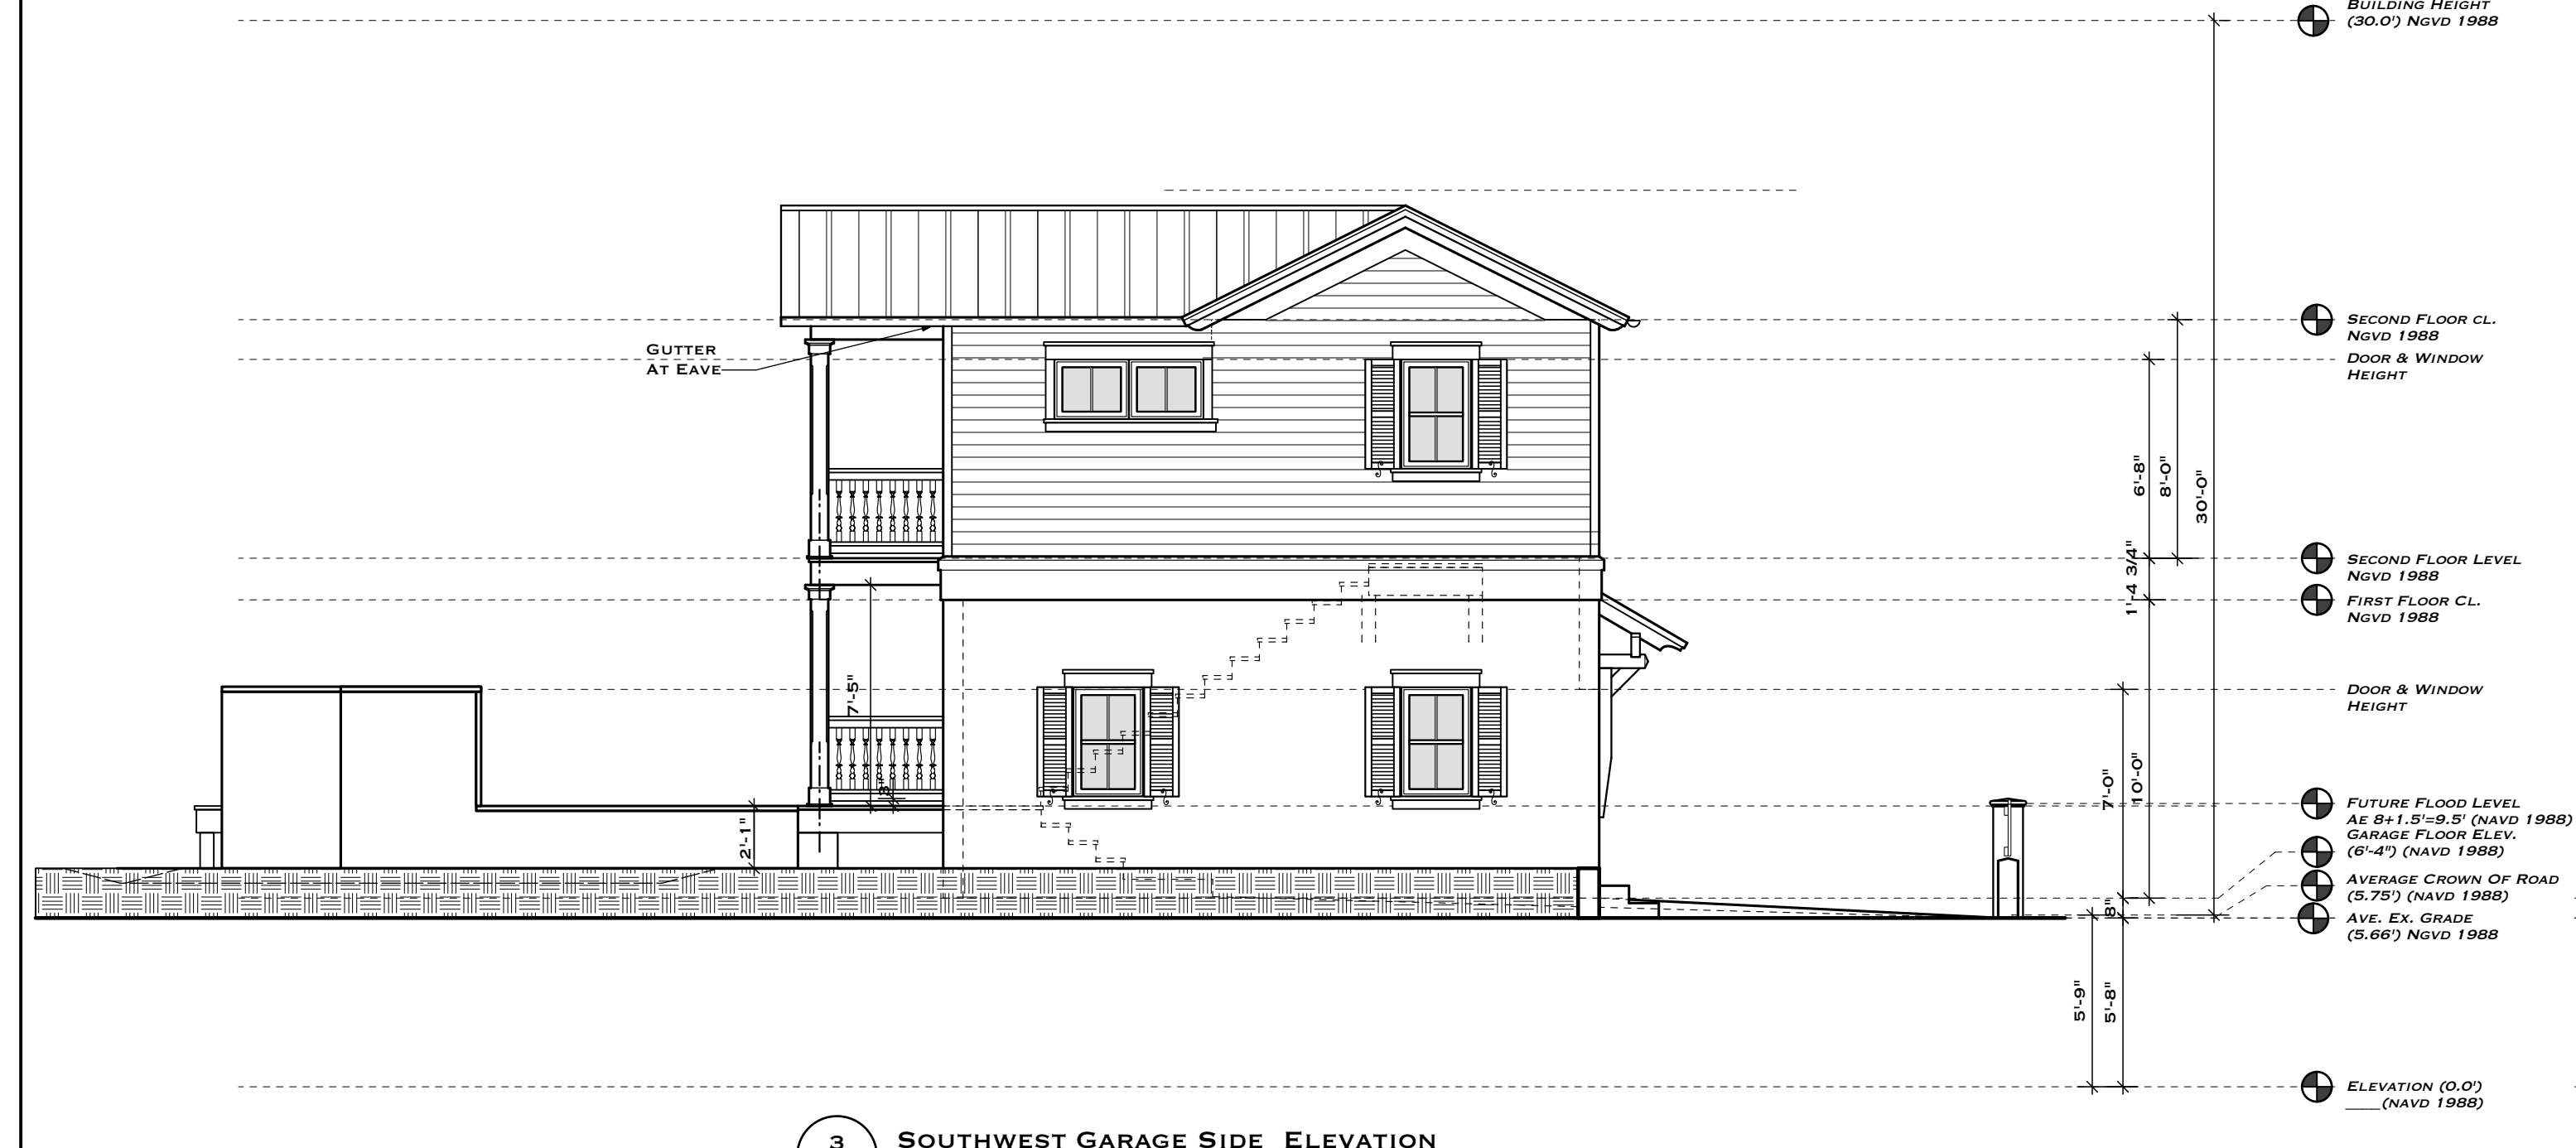 Building Height
(30.0') Ngvd 1988
Second Floor cl.
Ngvd 1988
Gutter
At Eave
Door & Window
Height
6'-8"
8'-0"
30'-0"
Second Floor Level
Ngvd 1988
1'-4 3/4"
First Floor Cl.
Ngvd 1988
7'-5"
Door & Window
Height
3"
7'-0"
10'-0"
2'-1"
Future Flood Level
Ae 8+1.5'=9.5' (navd 1988)
Garage Floor Elev.
(6'-4") (navd 1988)
Average Crown Of Road
(5.75') (navd 1988)
8"
Ave. Ex. Grade
(5.66') Ngvd 1988
5'-9"
5'-8"
Elevation (0.0')
____(navd 1988)
3
Southwest Garage Side Elevation